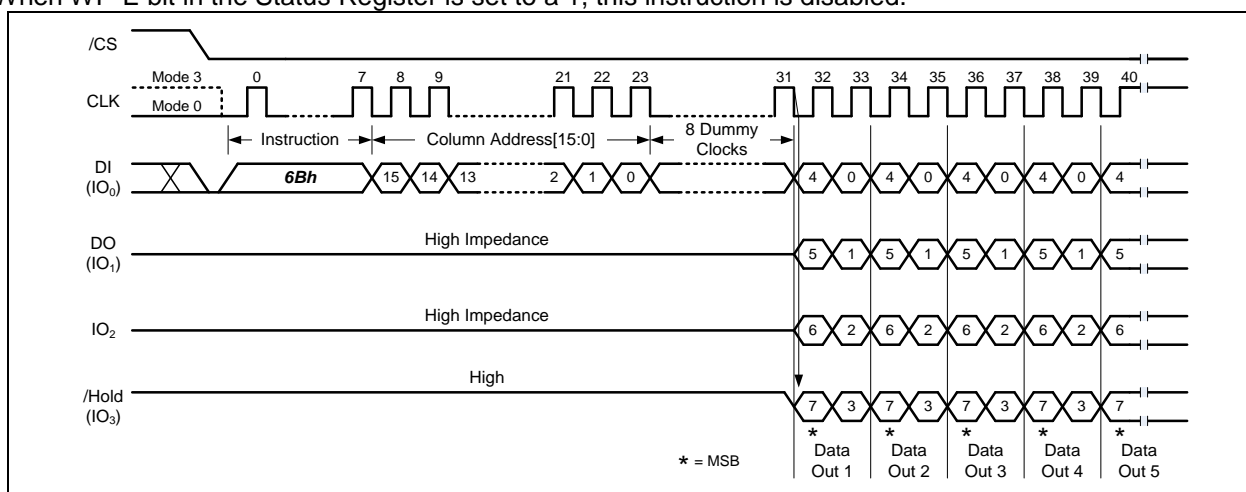 When WP-E bit in the Status Register is set to a 1, this instruction is disabled.
/CS
Mode 3 0 7 8 9 21 22 23 31 32 33 34 35 36 37 38 39 40
CLK
Mode 0
Instruction Column Address[15:0] 8 Dummy
Clocks
DI
(IO₀)
6Bh 15 14 13 2 1 0 4 0 4 0 4 0 4 0 4
High Impedance
DO
(IO₁)
5 1 5 1 5 1 5 1 5
High Impedance
IO₂ 6 2 6 2 6 2 6 2 6
High
/Hold
(IO₃)
7 3 7 3 7 3 7 3 7
* * * * *
* = MSB
Data Data Data Data Data
Out 1 Out 2 Out 3 Out 4 Out 5